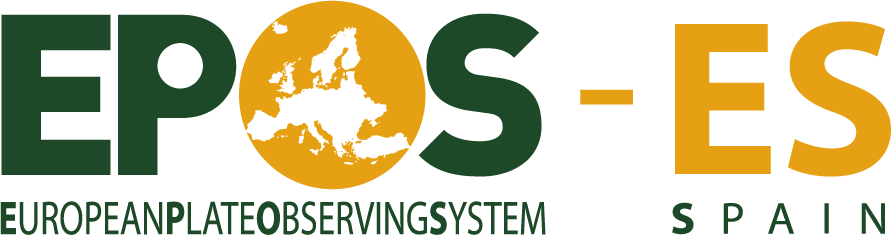 EPOS - ES
EUROPEANPLATEOBSERVINGSYSTEM SPAIN